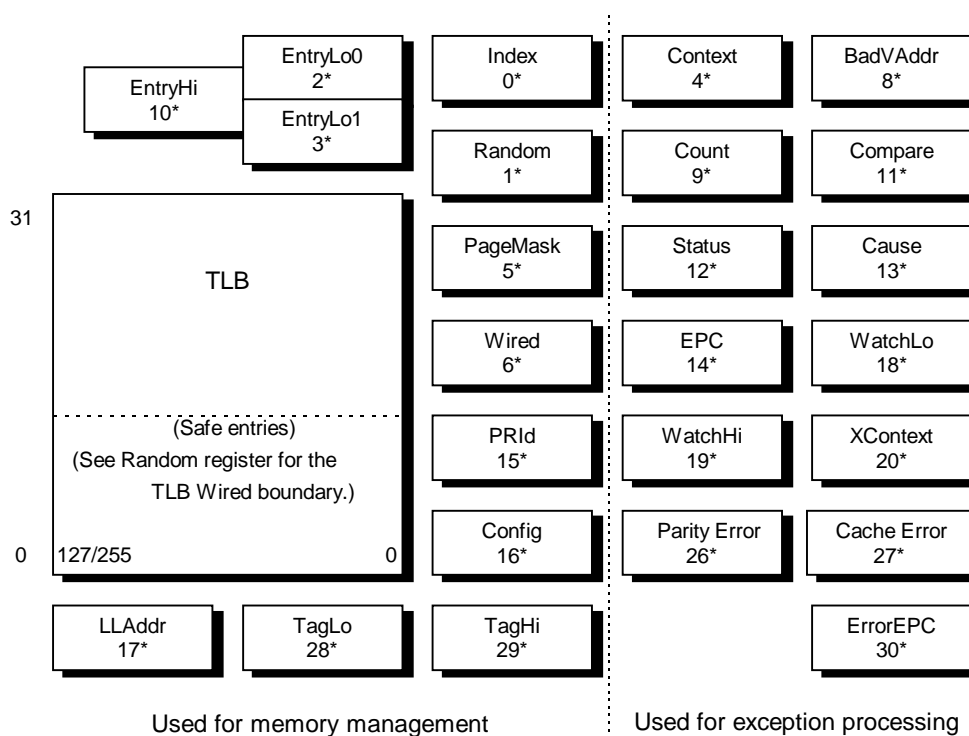 EntryHi
10*
EntryLo0
2*
EntryLo1
3*
Index
0*
Context
4*
BadVAddr
8*
Random
1*
Count
9*
Compare
11*
31
TLB
PageMask
5*
Status
12*
Cause
13*
Wired
6*
EPC
14*
WatchLo
18*
(Safe entries)
(See Random register for the
TLB Wired boundary.)
PRId
15*
WatchHi
19*
XContext
20*
0
127/255
0
Config
16*
Parity Error
26*
Cache Error
27*
LLAddr
17*
TagLo
28*
TagHi
29*
ErrorEPC
30*
Used for memory management
Used for exception processing